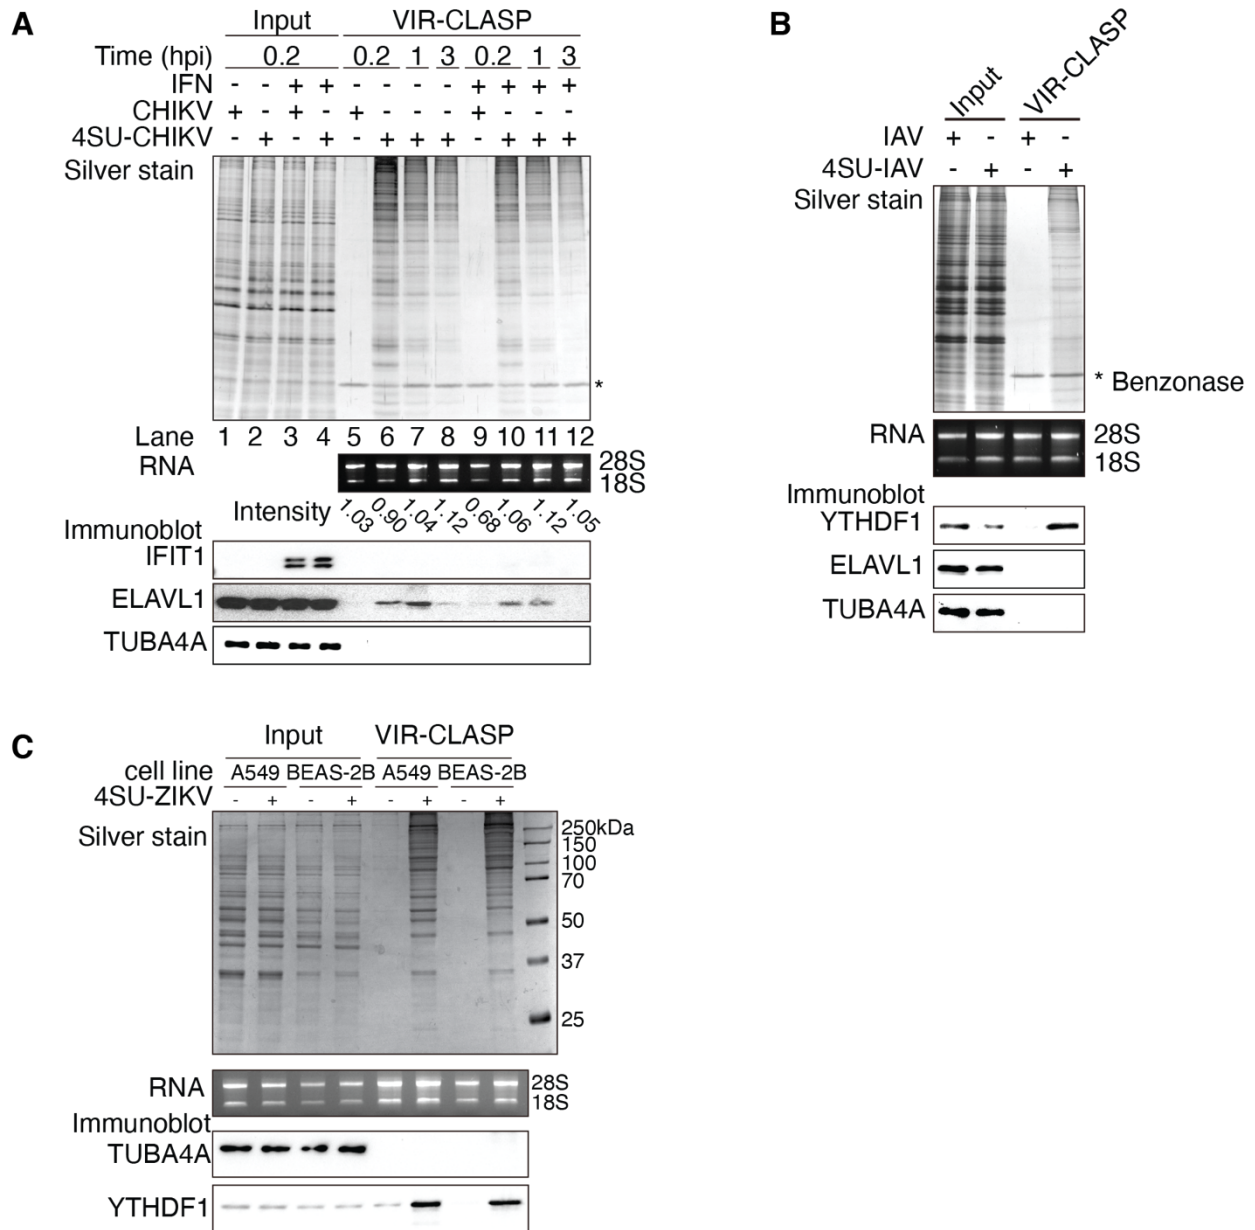 A
Input VIR-CLASP
Time (hpi) 0.2 0.2 1 3 0.2 1 3
IFN - - + + - - - - + + + +
CHIKV + - + - + - - - + - - -
4SU-CHIKV - + - + - + + + - + + +
Silver stain
*
Lane 1 2 3 4 5 6 7 8 9 10 11 12
RNA 28S
18S
Intensity 1.03 0.90 1.04 1.12 0.68 1.06 1.12 1.05
Immunoblot
IFIT1
ELAVL1
TUBA4A
B
Input VIR-CLASP
IAV + - + -
4SU-IAV - + - +
Silver stain
* Benzonase
RNA 28S
18S
Immunoblot
YTHDF1
ELAVL1
TUBA4A
C
Input VIR-CLASP
cell line A549 BEAS-2B A549 BEAS-2B
4SU-ZIKV - + - + - + - +
Silver stain
250kDa
150
100
70
50
37
25
RNA 28S
18S
Immunoblot
TUBA4A
YTHDF1